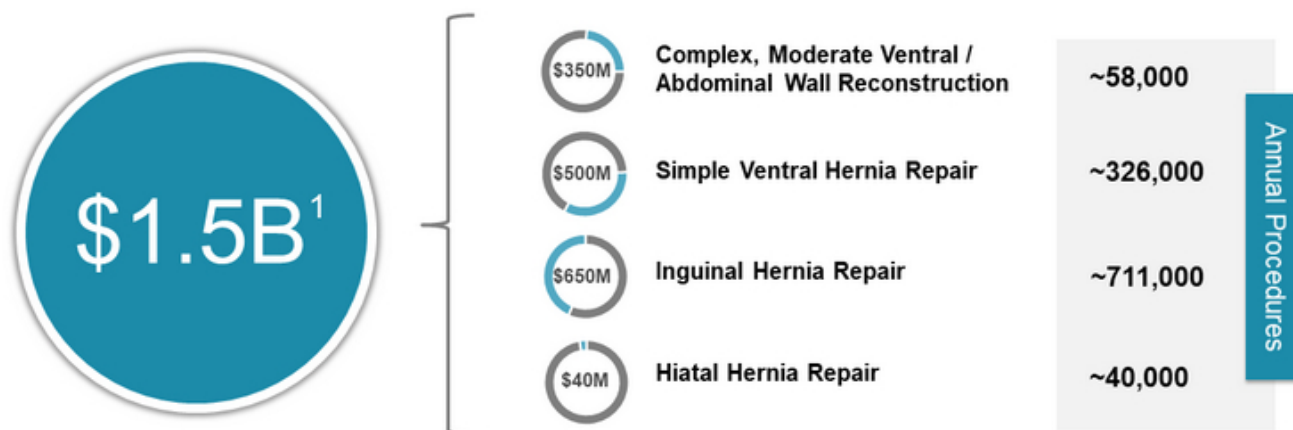 $1.5B¹
$350M
Complex, Moderate Ventral /
Abdominal Wall Reconstruction
~58,000
$500M
Simple Ventral Hernia Repair
~326,000
$650M
Inguinal Hernia Repair
~711,000
$40M
Hiatal Hernia Repair
~40,000
Annual Procedures